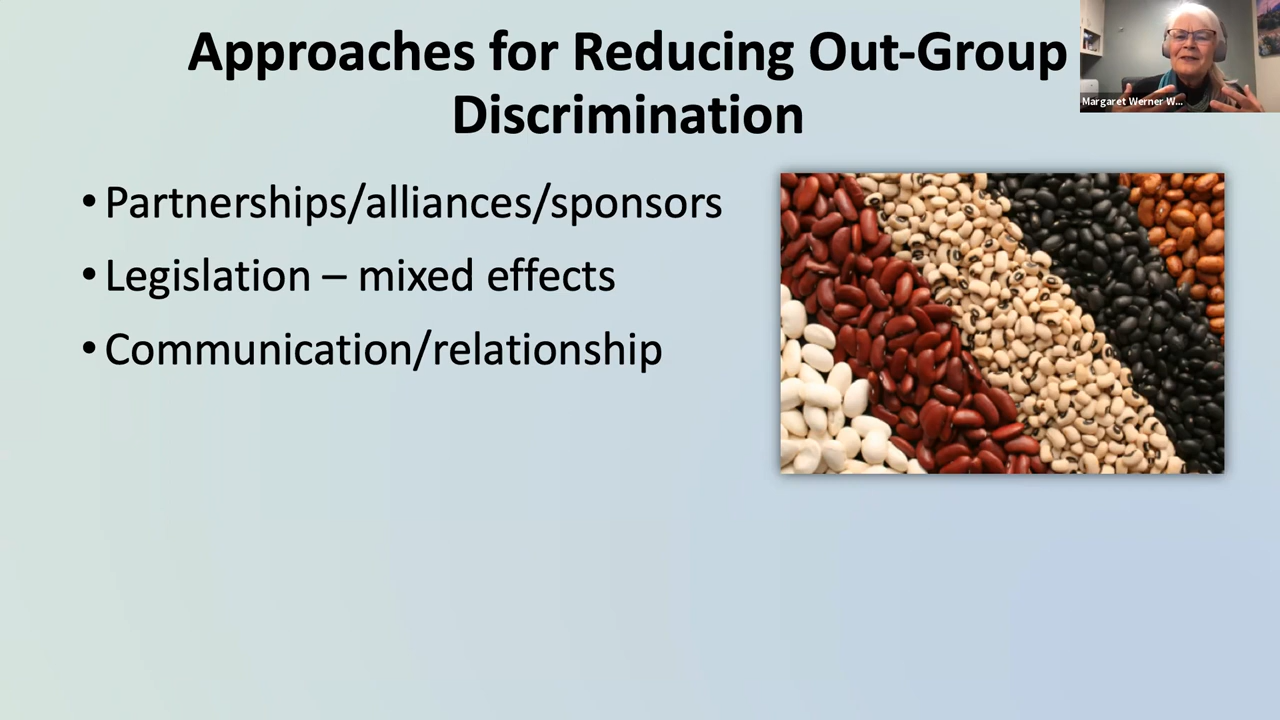 Approaches for Reducing Out-Group
Discrimination
Margaret Werner W...
• Partnerships/alliances/sponsors
• Legislation – mixed effects
• Communication/relationship